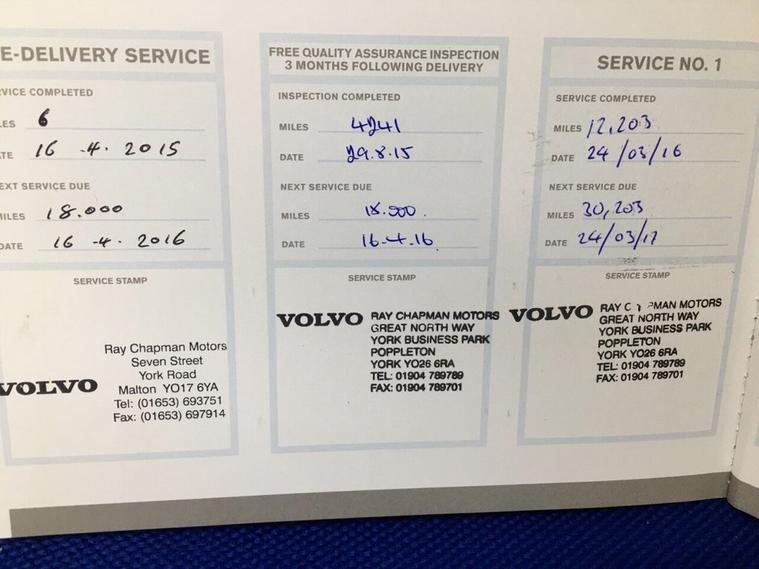 E-DELIVERY SERVICE
VICE COMPLETED
ES 6
TE 16 -4. 2015
EXT SERVICE DUE
ILES 18.000
DATE 16 -4. 2016
SERVICE STAMP
VOLVO
Ray Chapman Motors
Seven Street
York Road
Malton YO17 6YA
Tel: (01653) 693751
Fax: (01653) 697914
FREE QUALITY ASSURANCE INSPECTION
3 MONTHS FOLLOWING DELIVERY
INSPECTION COMPLETED
MILES 4241
DATE 29.8.15
NEXT SERVICE DUE
MILES 18.000
DATE 16-4.16
SERVICE STAMP
VOLVO
RAY CHAPMAN MOTORS
GREAT NORTH WAY
YORK BUSINESS PARK
POPPLETON
YORK YO26 6RA
TEL: 01904 789789
FAX: 01904 789701
SERVICE NO. 1
SERVICE COMPLETED
MILES 12,203
DATE 24/03/16
NEXT SERVICE DUE
MILES 30,203
DATE 24/03/17
SERVICE STAMP
VOLVO
RAY C PMAN MOTORS
GREAT NORTH WAY
YORK BUSINESS PARK
POPPLETON
YORK YO26 6RA
TEL: 01904 789789
FAX: 01904 789701